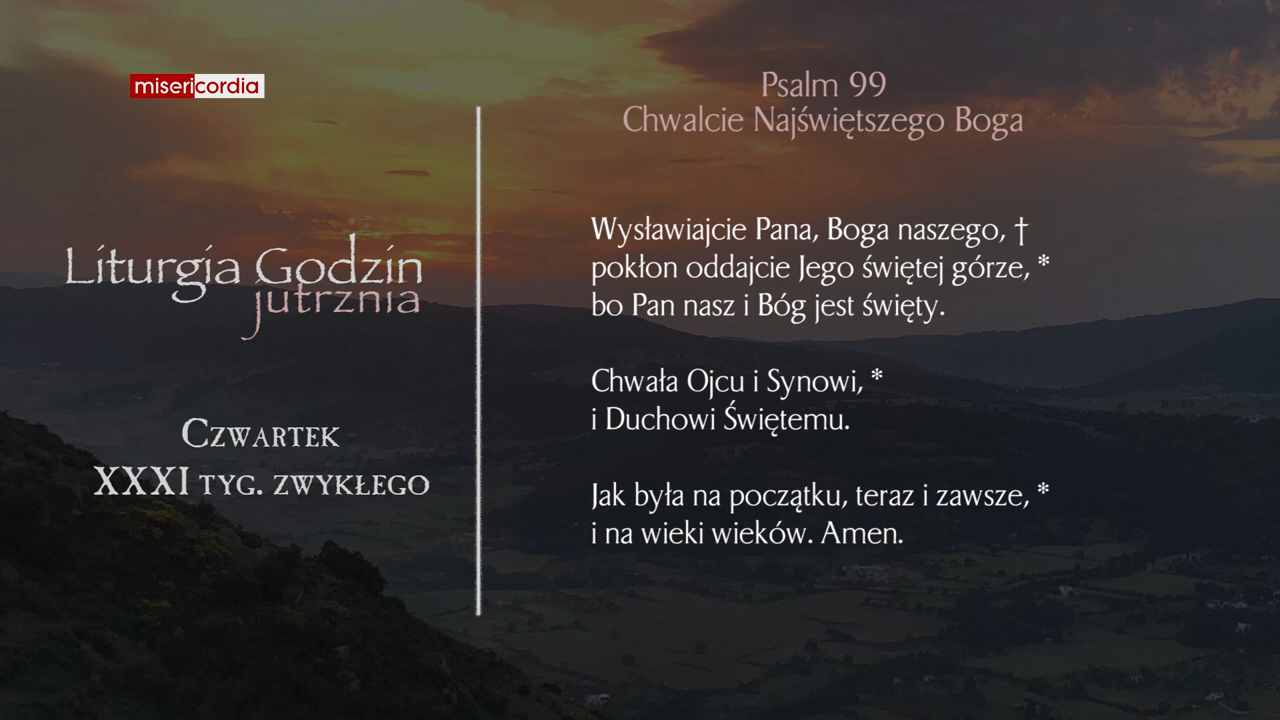 misericordia
Liturgia Godzin
jutrznia
Czwartek
XXXI tyg. zwykłego
Psalm 99
Chwalcie Najświętszego Boga
Wysławiajcie Pana, Boga naszego, †
pokłon oddajcie Jego świętej górze, *
bo Pan nasz i Bóg jest święty.
Chwała Ojcu i Synowi, *
i Duchowi Świętemu.
Jak była na początku, teraz i zawsze, *
i na wieki wieków. Amen.